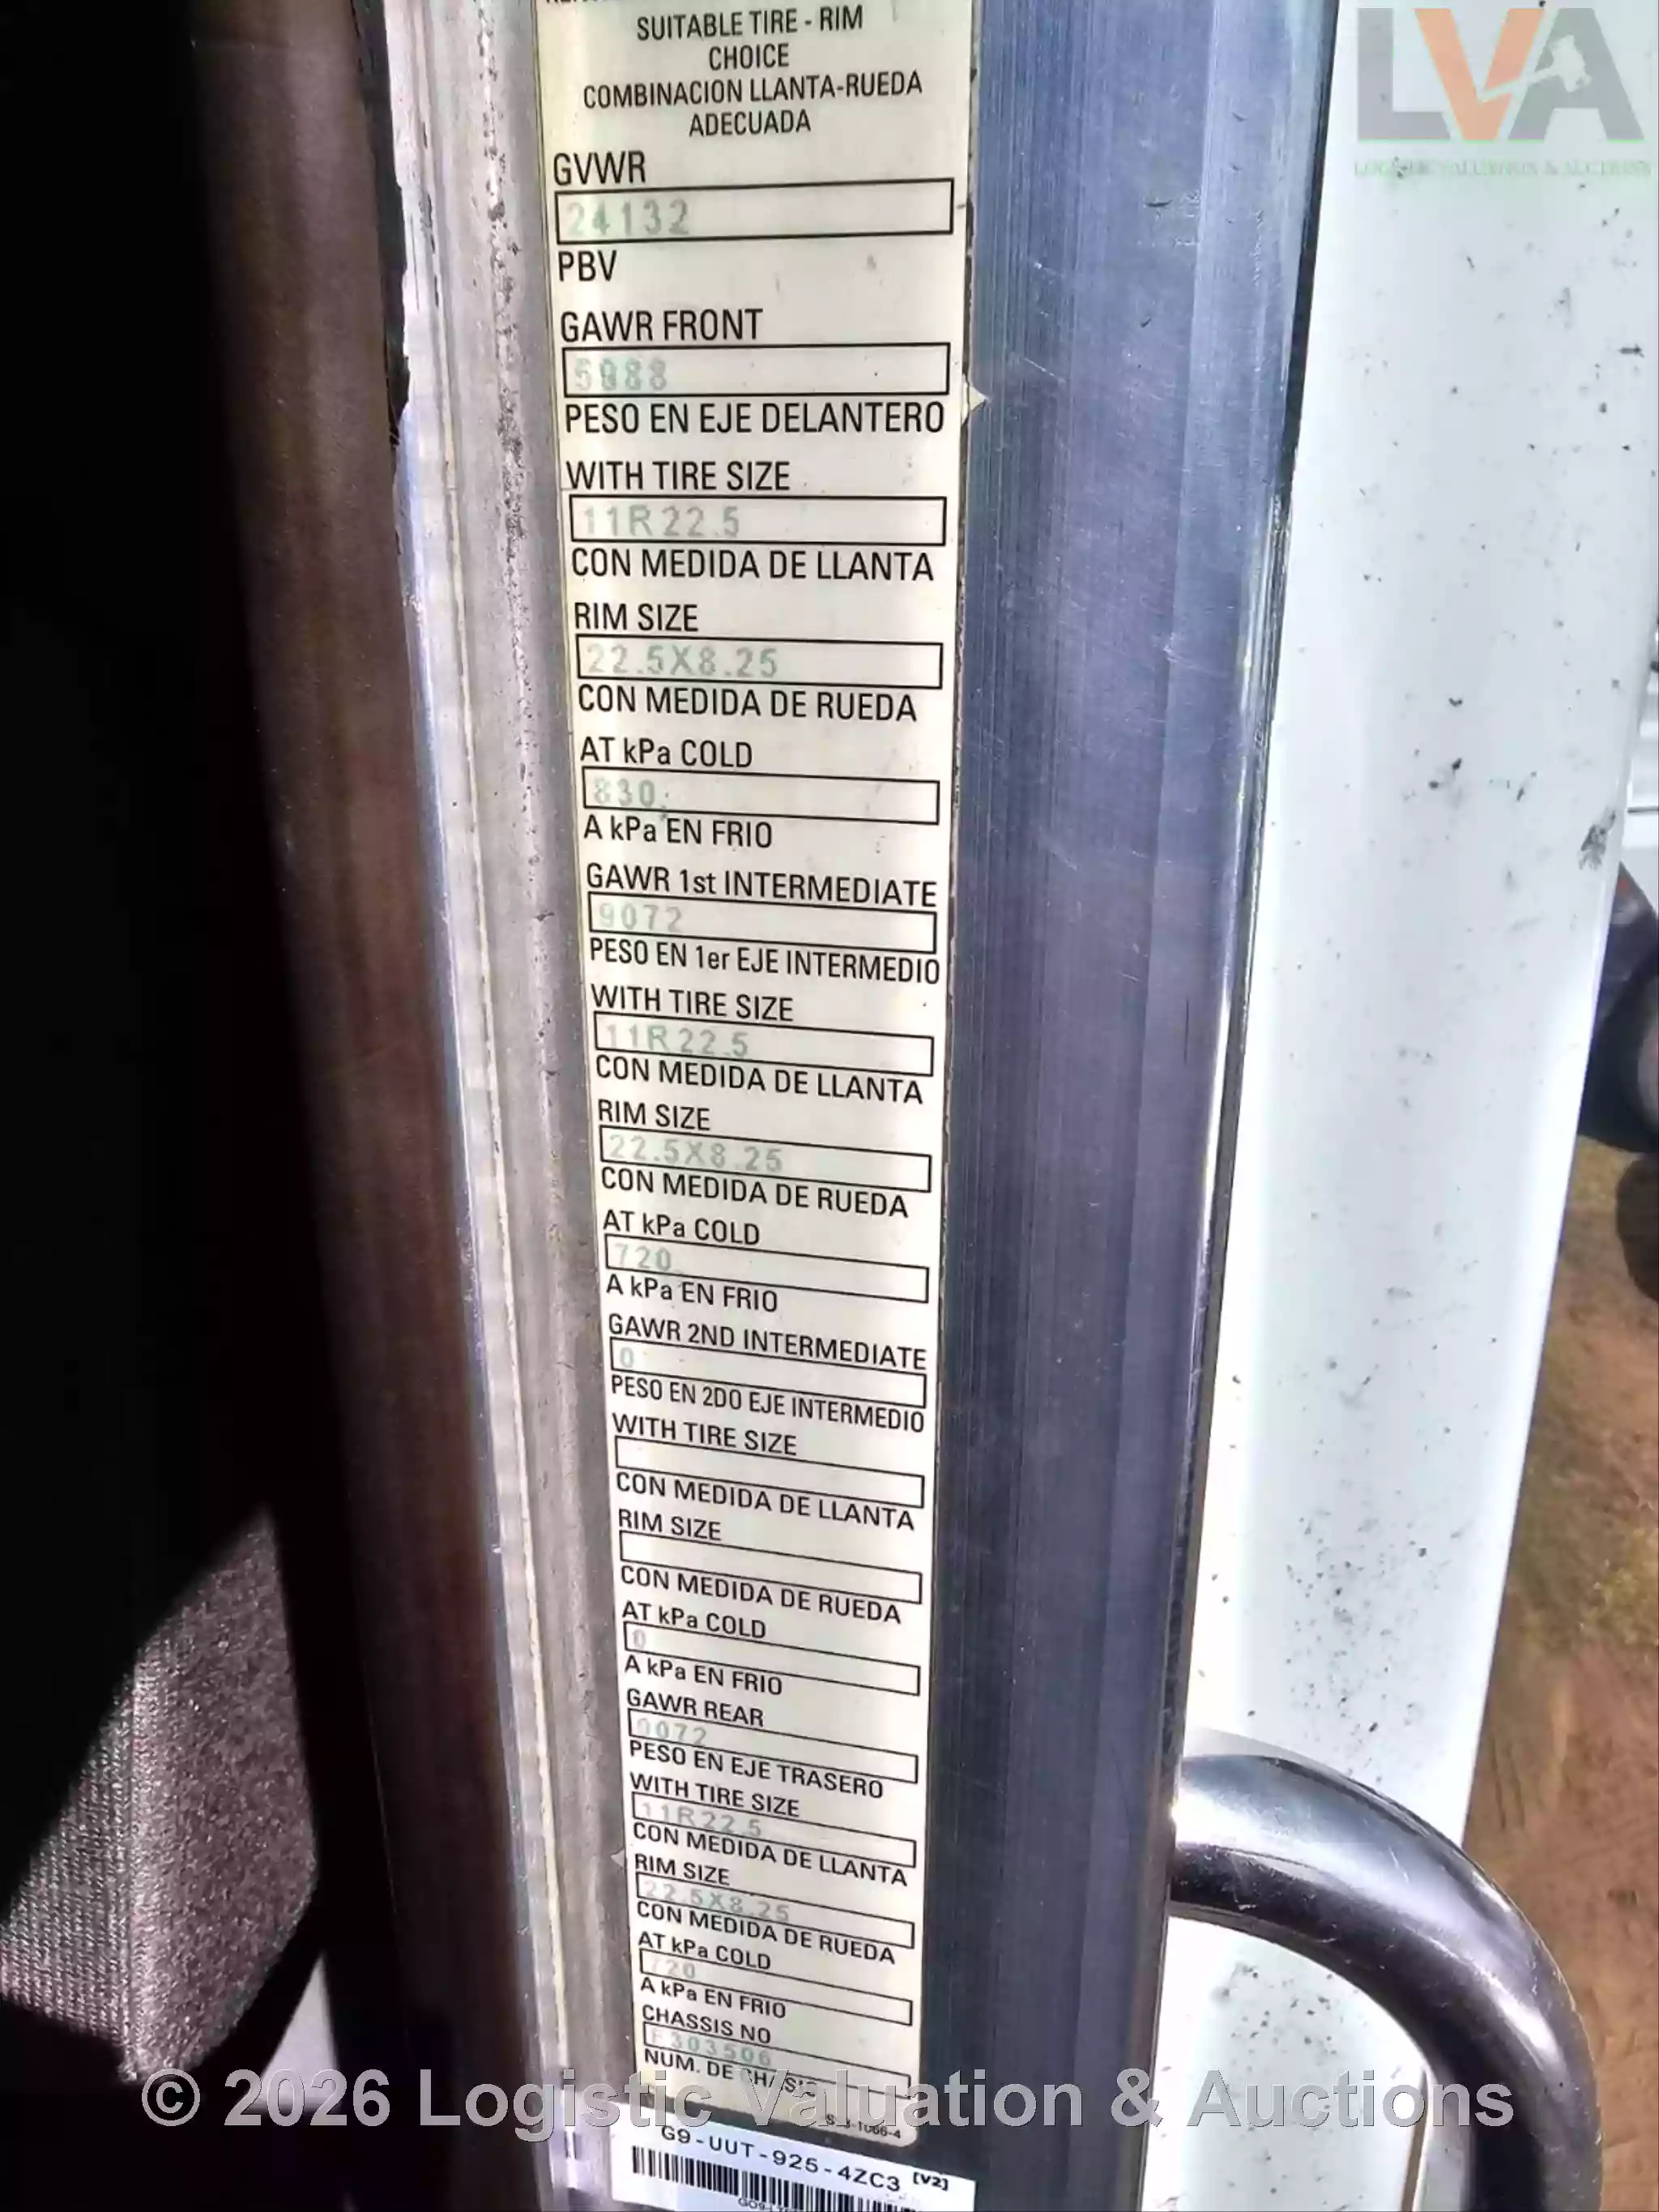 LVA
LOGISTIC VALUATION & AUCTIONS
SUITABLE TIRE - RIM
CHOICE
COMBINACION LLANTA-RUEDA
ADECUADA
GVWR
24132
PBV
GAWR FRONT
5988
PESO EN EJE DELANTERO
WITH TIRE SIZE
11R22.5
CON MEDIDA DE LLANTA
RIM SIZE
22.5X8.25
CON MEDIDA DE RUEDA
AT kPa COLD
830
A kPa EN FRIO
GAWR 1st INTERMEDIATE
9072
PESO EN 1er EJE INTERMEDIO
WITH TIRE SIZE
11R22.5
CON MEDIDA DE LLANTA
RIM SIZE
22.5X8.25
CON MEDIDA DE RUEDA
AT kPa COLD
720
A kPa EN FRIO
GAWR 2ND INTERMEDIATE
0
PESO EN 2DO EJE INTERMEDIO
WITH TIRE SIZE
CON MEDIDA DE LLANTA
RIM SIZE
CON MEDIDA DE RUEDA
AT kPa COLD
0
A kPa EN FRIO
GAWR REAR
9072
PESO EN EJE TRASERO
WITH TIRE SIZE
11R22.5
CON MEDIDA DE LLANTA
RIM SIZE
22.5X8.25
CON MEDIDA DE RUEDA
AT kPa COLD
720
A kPa EN FRIO
CHASSIS NO
F303506
NUM. DE CHASIS
© 2026 Logistic Valuation & Auctions
G9-UUT-925-4ZC3 [V2]